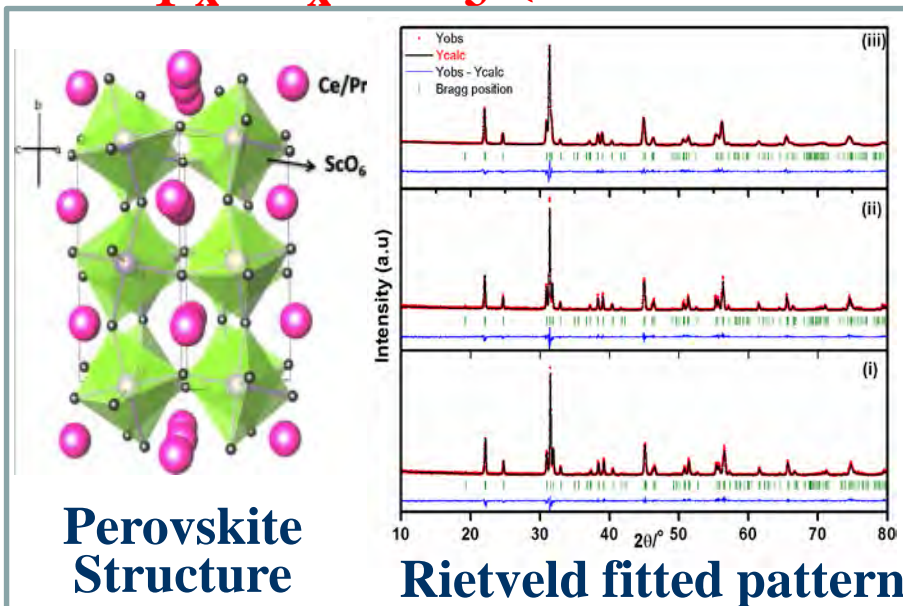 Ce/Pr
b
c
a
ScO₆
Yobs
Ycalc
Yobs - Ycalc
Bragg position
(iii)
(ii)
(i)
Intensity (a.u)
10 20 30 40 50 60 70 80
2θ/°
Perovskite
Structure
Rietveld fitted pattern